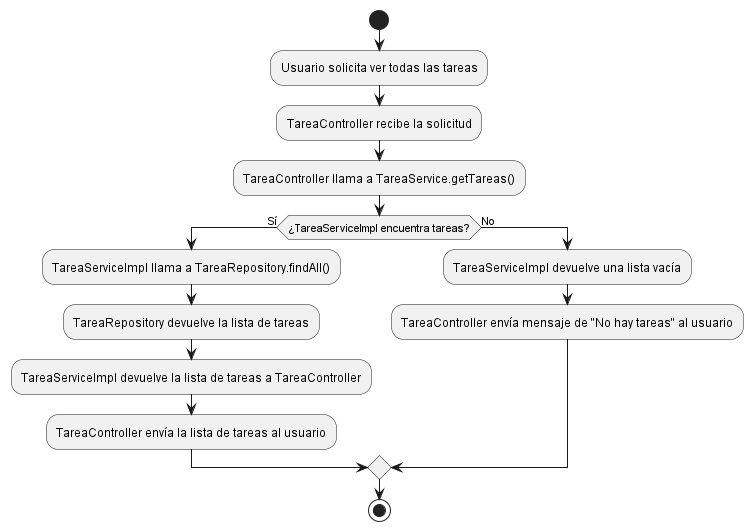 Usuario solicita ver todas las tareas
TareaController recibe la solicitud
TareaController llama a TareaService.getTareas()
Sí
¿TareaServiceImpl encuentra tareas?
No
TareaServiceImpl llama a TareaRepository.findAll()
TareaServiceImpl devuelve una lista vacía
TareaRepository devuelve la lista de tareas
TareaController envía mensaje de "No hay tareas" al usuario
TareaServiceImpl devuelve la lista de tareas a TareaController
TareaController envía la lista de tareas al usuario